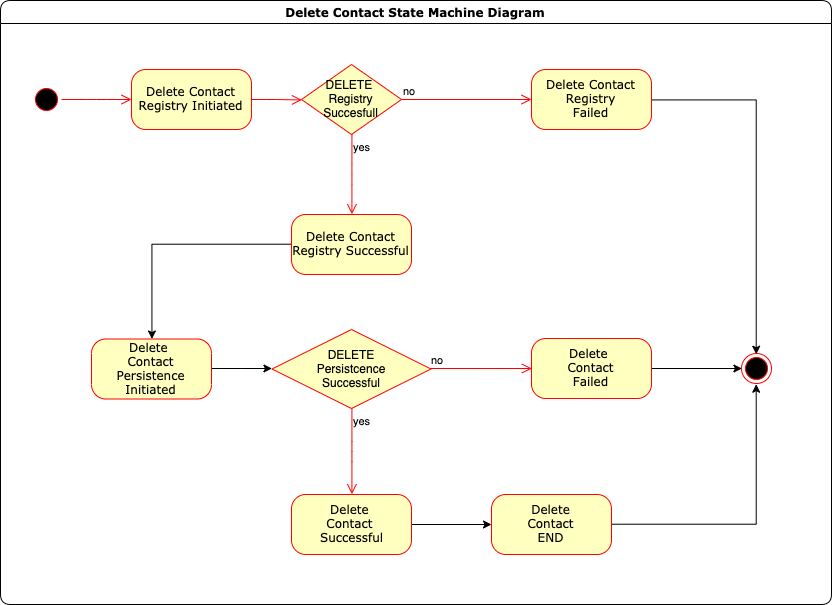 Delete Contact State Machine Diagram
Delete Contact
Registry Initiated
DELETE
Registry
Succesfull
no
Delete Contact
Registry
Failed
yes
Delete Contact
Registry Successful
Delete
Contact
Persistence
Initiated
DELETE
Persistcence
Successful
no
Delete
Contact
Failed
yes
Delete
Contact
Successful
Delete
Contact
END